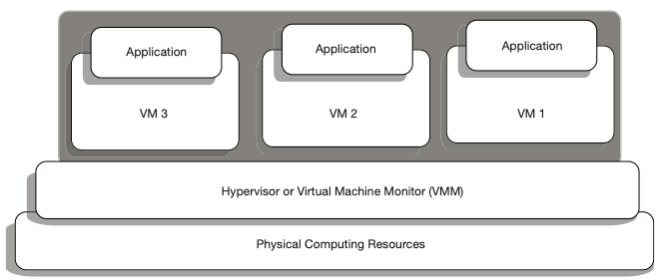 Application
Application
Application
VM 3
VM 2
VM 1
Hypervisor or Virtual Machine Monitor (VMM)
Physical Computing Resources